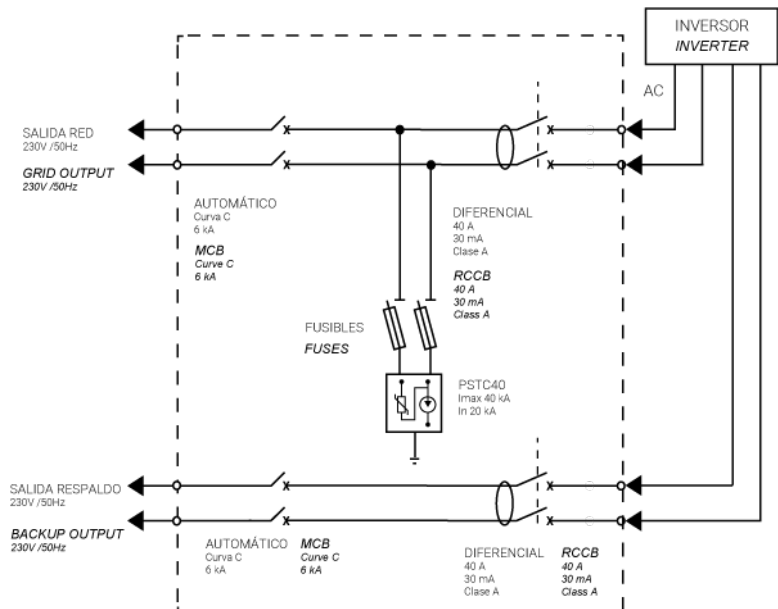 INVERSOR
INVERTER
AC
SALIDA RED
230V /50Hz
GRID OUTPUT
230V /50Hz
AUTOMÁTICO
Curva C
6 kA
MCB
Curve C
6 kA
DIFERENCIAL
40 A
30 mA
Clase A
RCCB
40 A
30 mA
Class A
FUSIBLES
FUSES
PSTC40
Imax 40 kA
In 20 kA
SALIDA RESPALDO
230V /50Hz
BACKUP OUTPUT
230V /50Hz
AUTOMÁTICO
Curva C
6 kA
MCB
Curve C
6 kA
DIFERENCIAL
40 A
30 mA
Clase A
RCCB
40 A
30 mA
Class A